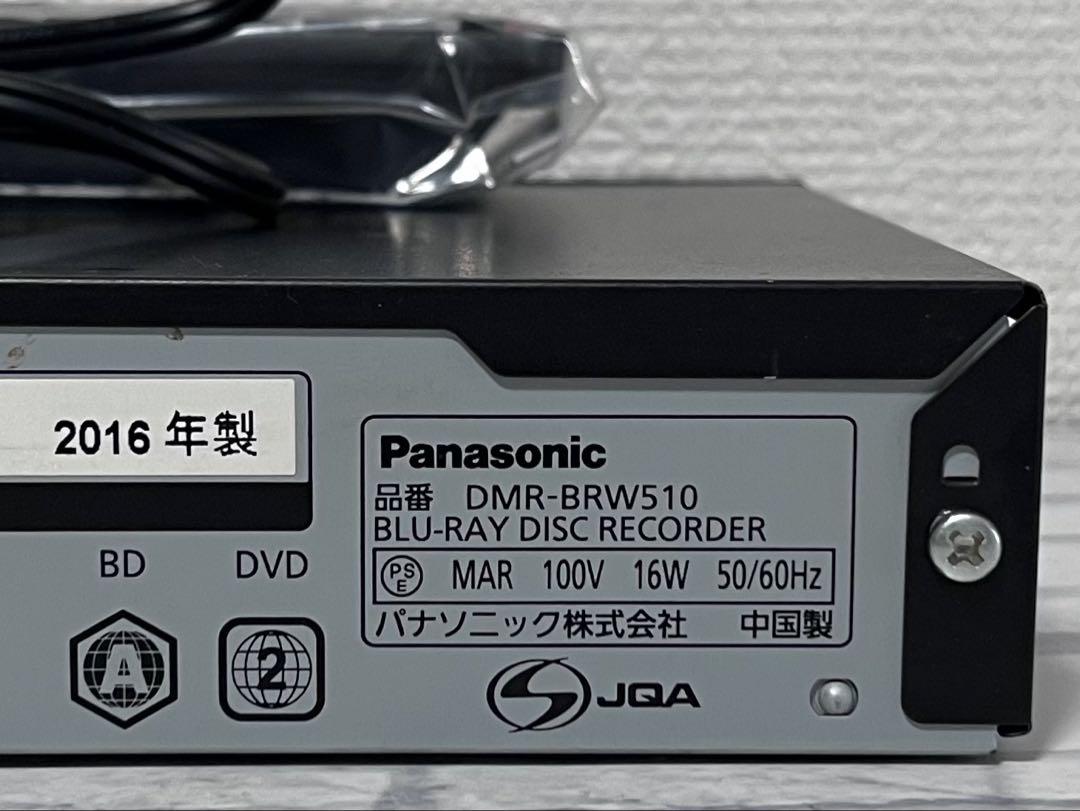 2016 年製
BD DVD
A 2
Panasonic
品番 DMR-BRW510
BLU-RAY DISC RECORDER
PSE MAR 100V 16W 50/60Hz
パナソニック株式会社 中国製
JQA